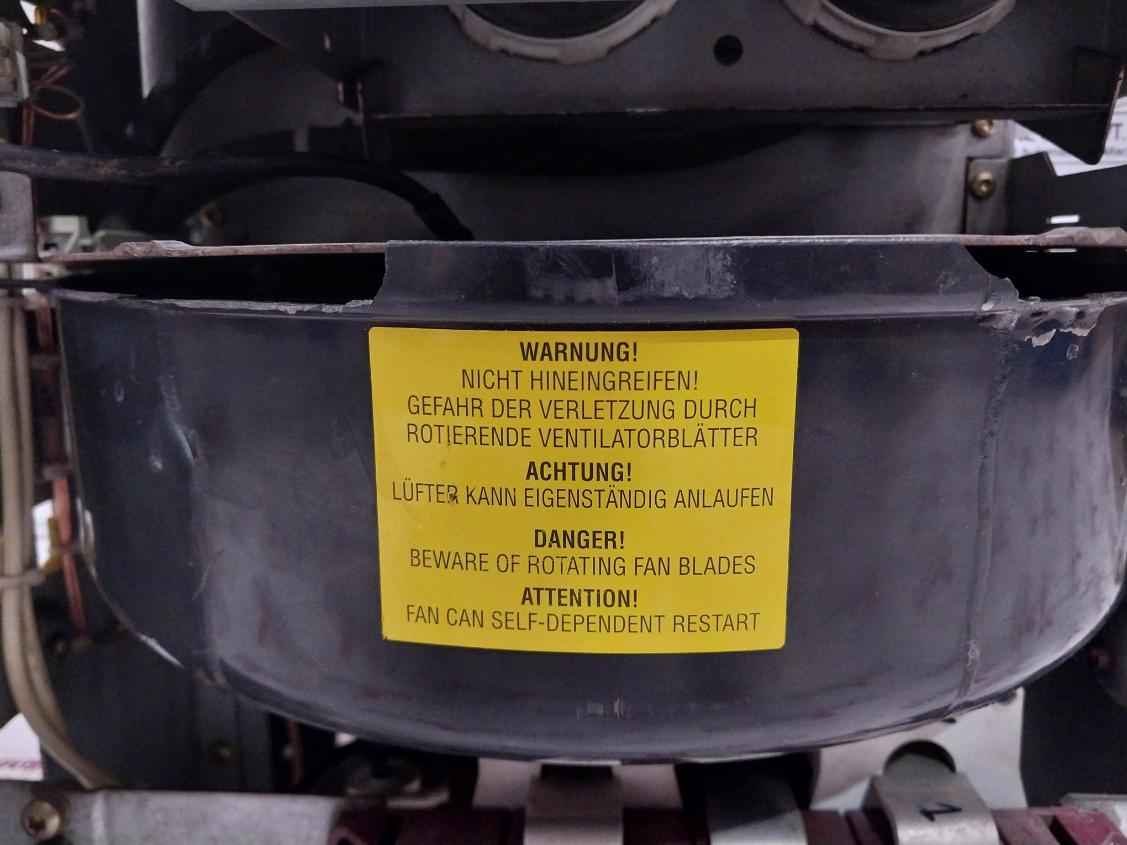 WARNUNG!
NICHT HINEINGREIFEN!
GEFAHR DER VERLETZUNG DURCH
ROTIERENDE VENTILATORBLÄTTER
ACHTUNG!
LÜFTER KANN EIGENSTÄNDIG ANLAUFEN
DANGER!
BEWARE OF ROTATING FAN BLADES
ATTENTION!
FAN CAN SELF-DEPENDENT RESTART
1